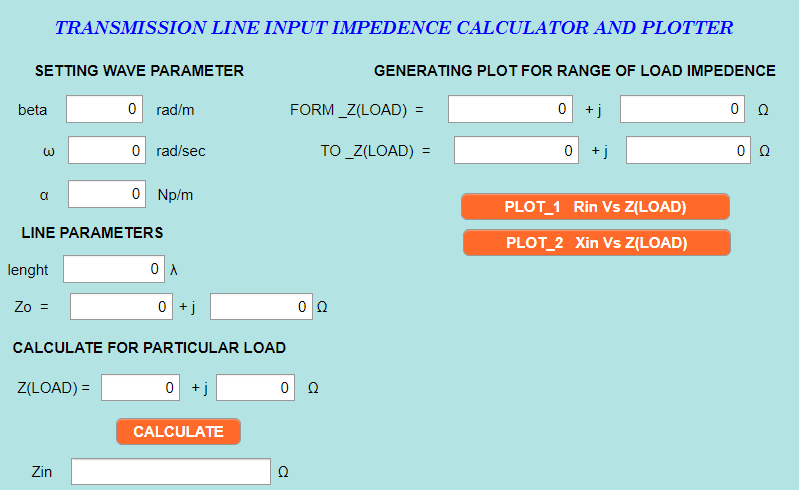 TRANSMISSION LINE INPUT IMPEDENCE CALCULATOR AND PLOTTER
SETTING WAVE PARAMETER
beta 0 rad/m
ω 0 rad/sec
α 0 Np/m
LINE PARAMETERS
lenght 0 λ
Zo = 0 + j 0 Ω
CALCULATE FOR PARTICULAR LOAD
Z(LOAD) = 0 + j 0 Ω
CALCULATE
Zin Ω
GENERATING PLOT FOR RANGE OF LOAD IMPEDENCE
FORM _Z(LOAD) = 0 + j 0 Ω
TO _Z(LOAD) = 0 + j 0 Ω
PLOT_1 Rin Vs Z(LOAD)
PLOT_2 Xin Vs Z(LOAD)